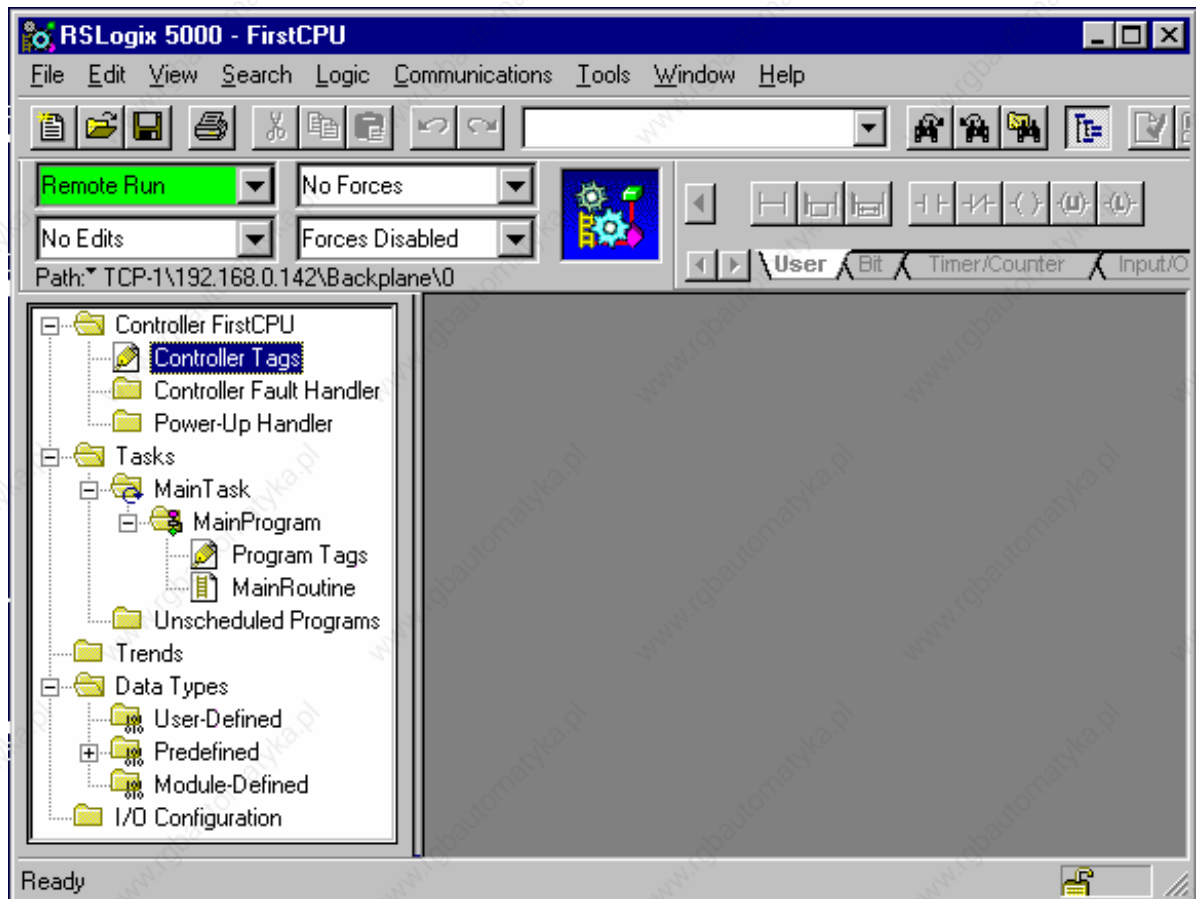 RSLogix 5000 - FirstCPU
File Edit View Search Logic Communications Tools Window Help
Remote Run No Forces
No Edits Forces Disabled
Path: TCP-1\192.168.0.142\Backplane\0
User Bit Timer/Counter Input/O
Controller FirstCPU
Controller Tags
Controller Fault Handler
Power-Up Handler
Tasks
MainTask
MainProgram
Program Tags
MainRoutine
Unscheduled Programs
Trends
Data Types
User-Defined
Predefined
Module-Defined
I/O Configuration
Ready
www.rgbautomatyka.pl